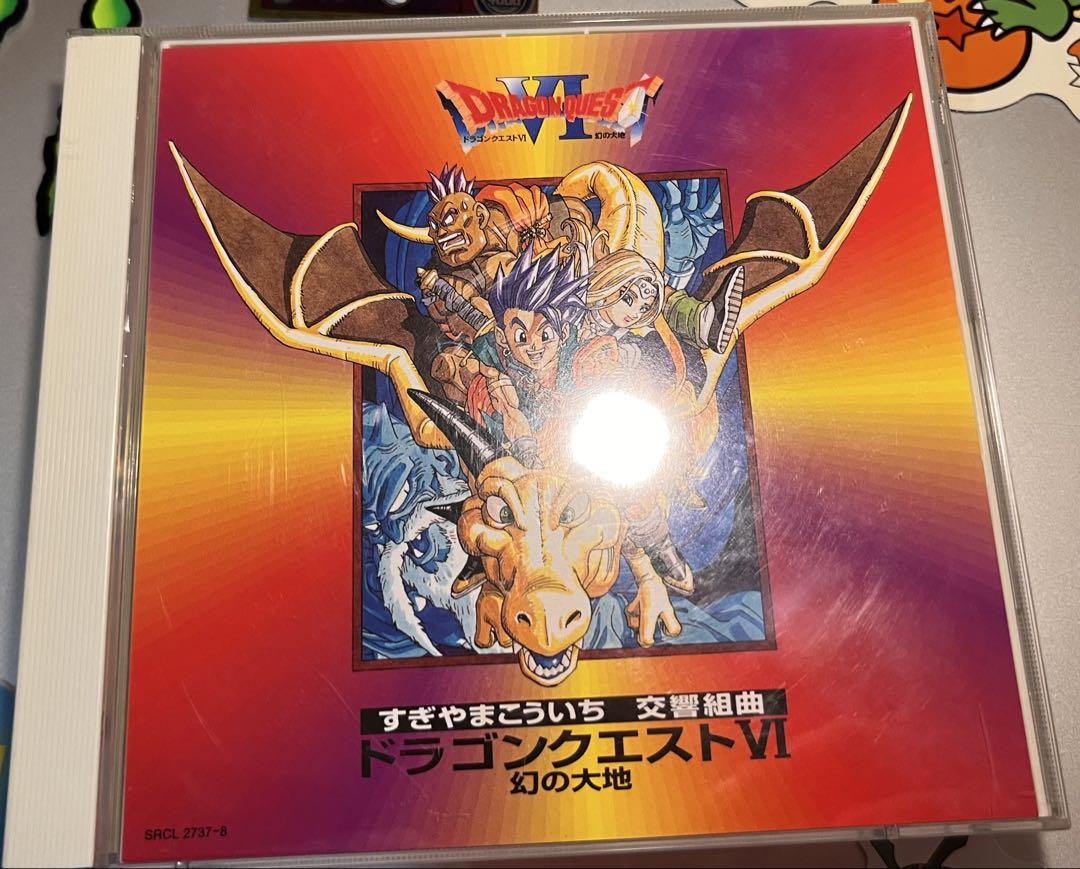 DRAGON QUEST
VI
ドラゴンクエストVI 幻の大地
すぎやまこういち 交響組曲
ドラゴンクエストVI
幻の大地
SRCL 2737-8